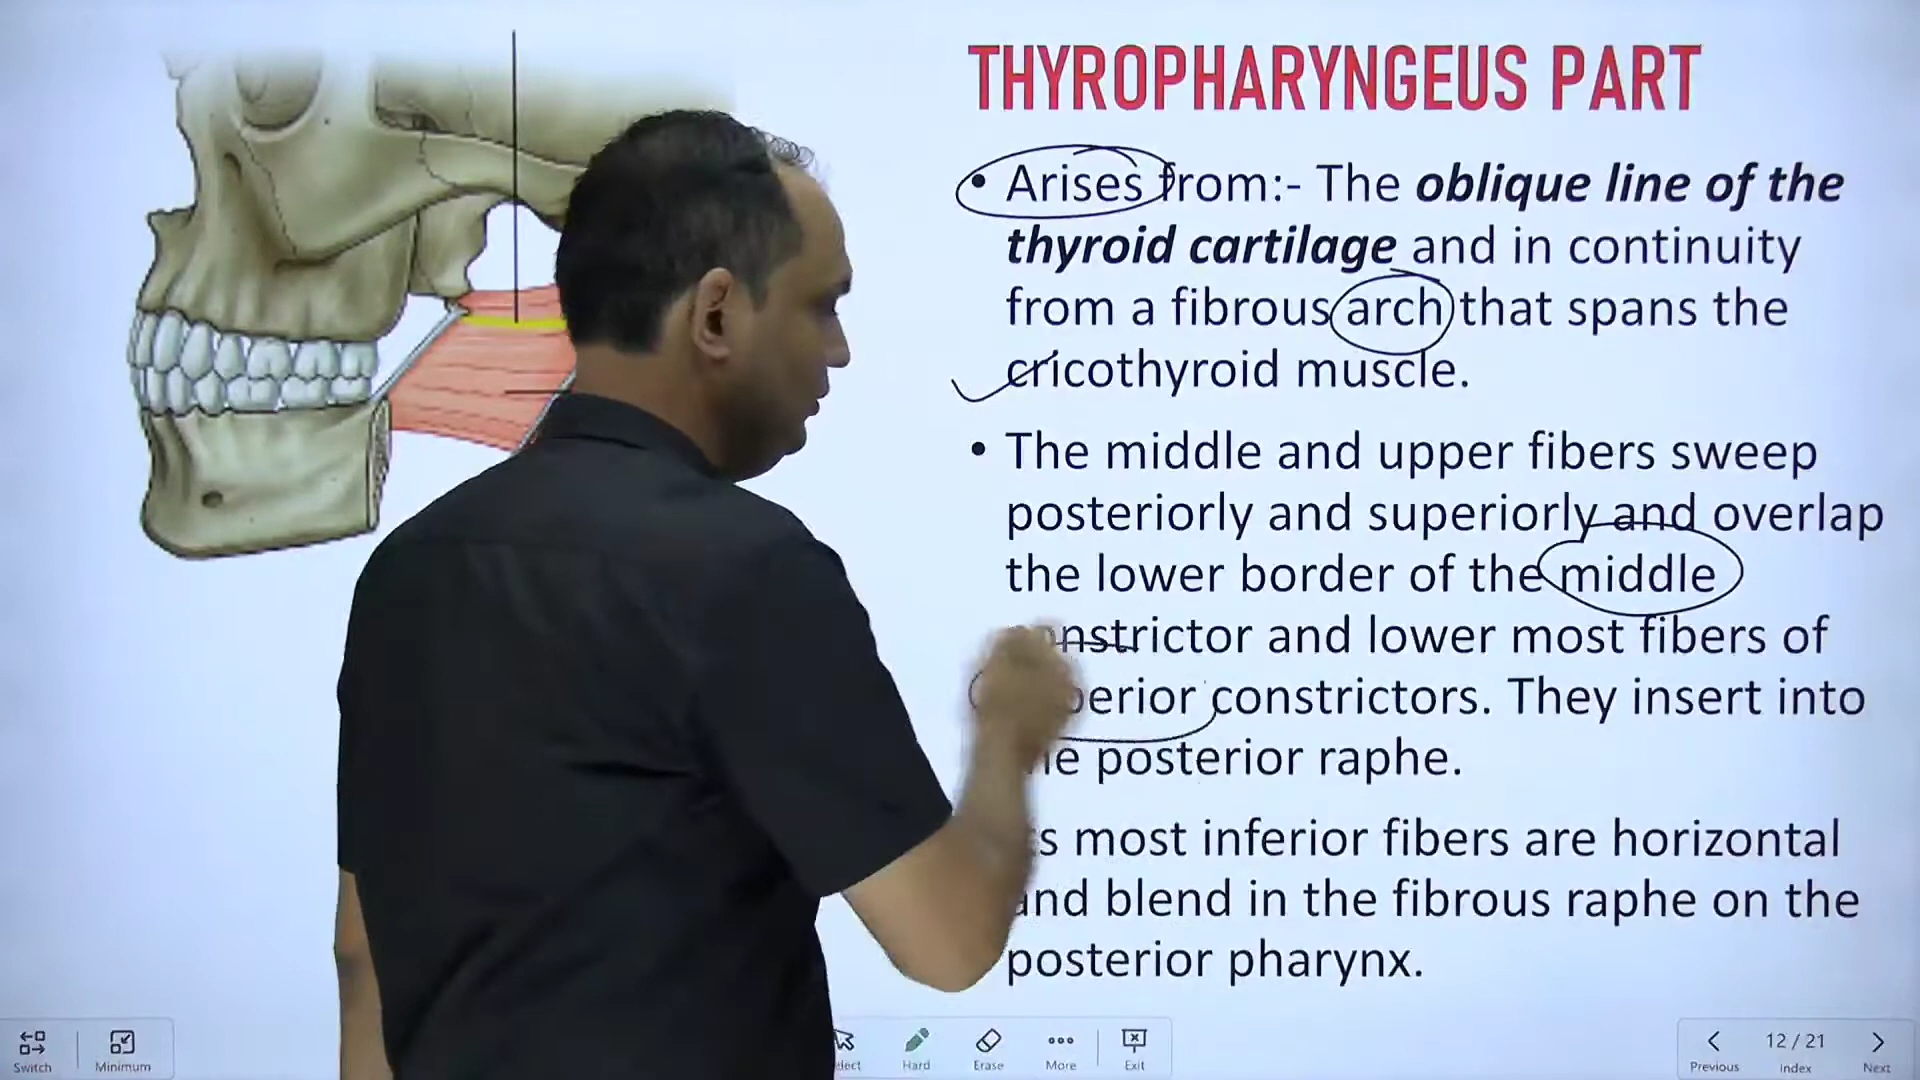 THYROPHARYNGEUS PART
• Arises from:- The oblique line of the
thyroid cartilage and in continuity
from a fibrous arch that spans the
cricothyroid muscle.
• The middle and upper fibers sweep
posteriorly and superiorly and overlap
the lower border of the middle
and lower most fibers of
constrictors. They insert into
posterior raphe.
most inferior fibers are horizontal
blend in the fibrous raphe on the
posterior pharynx.
Switch
Minimum
Hard
Erase
More
Exit
Previous
12 / 21
Index
Next